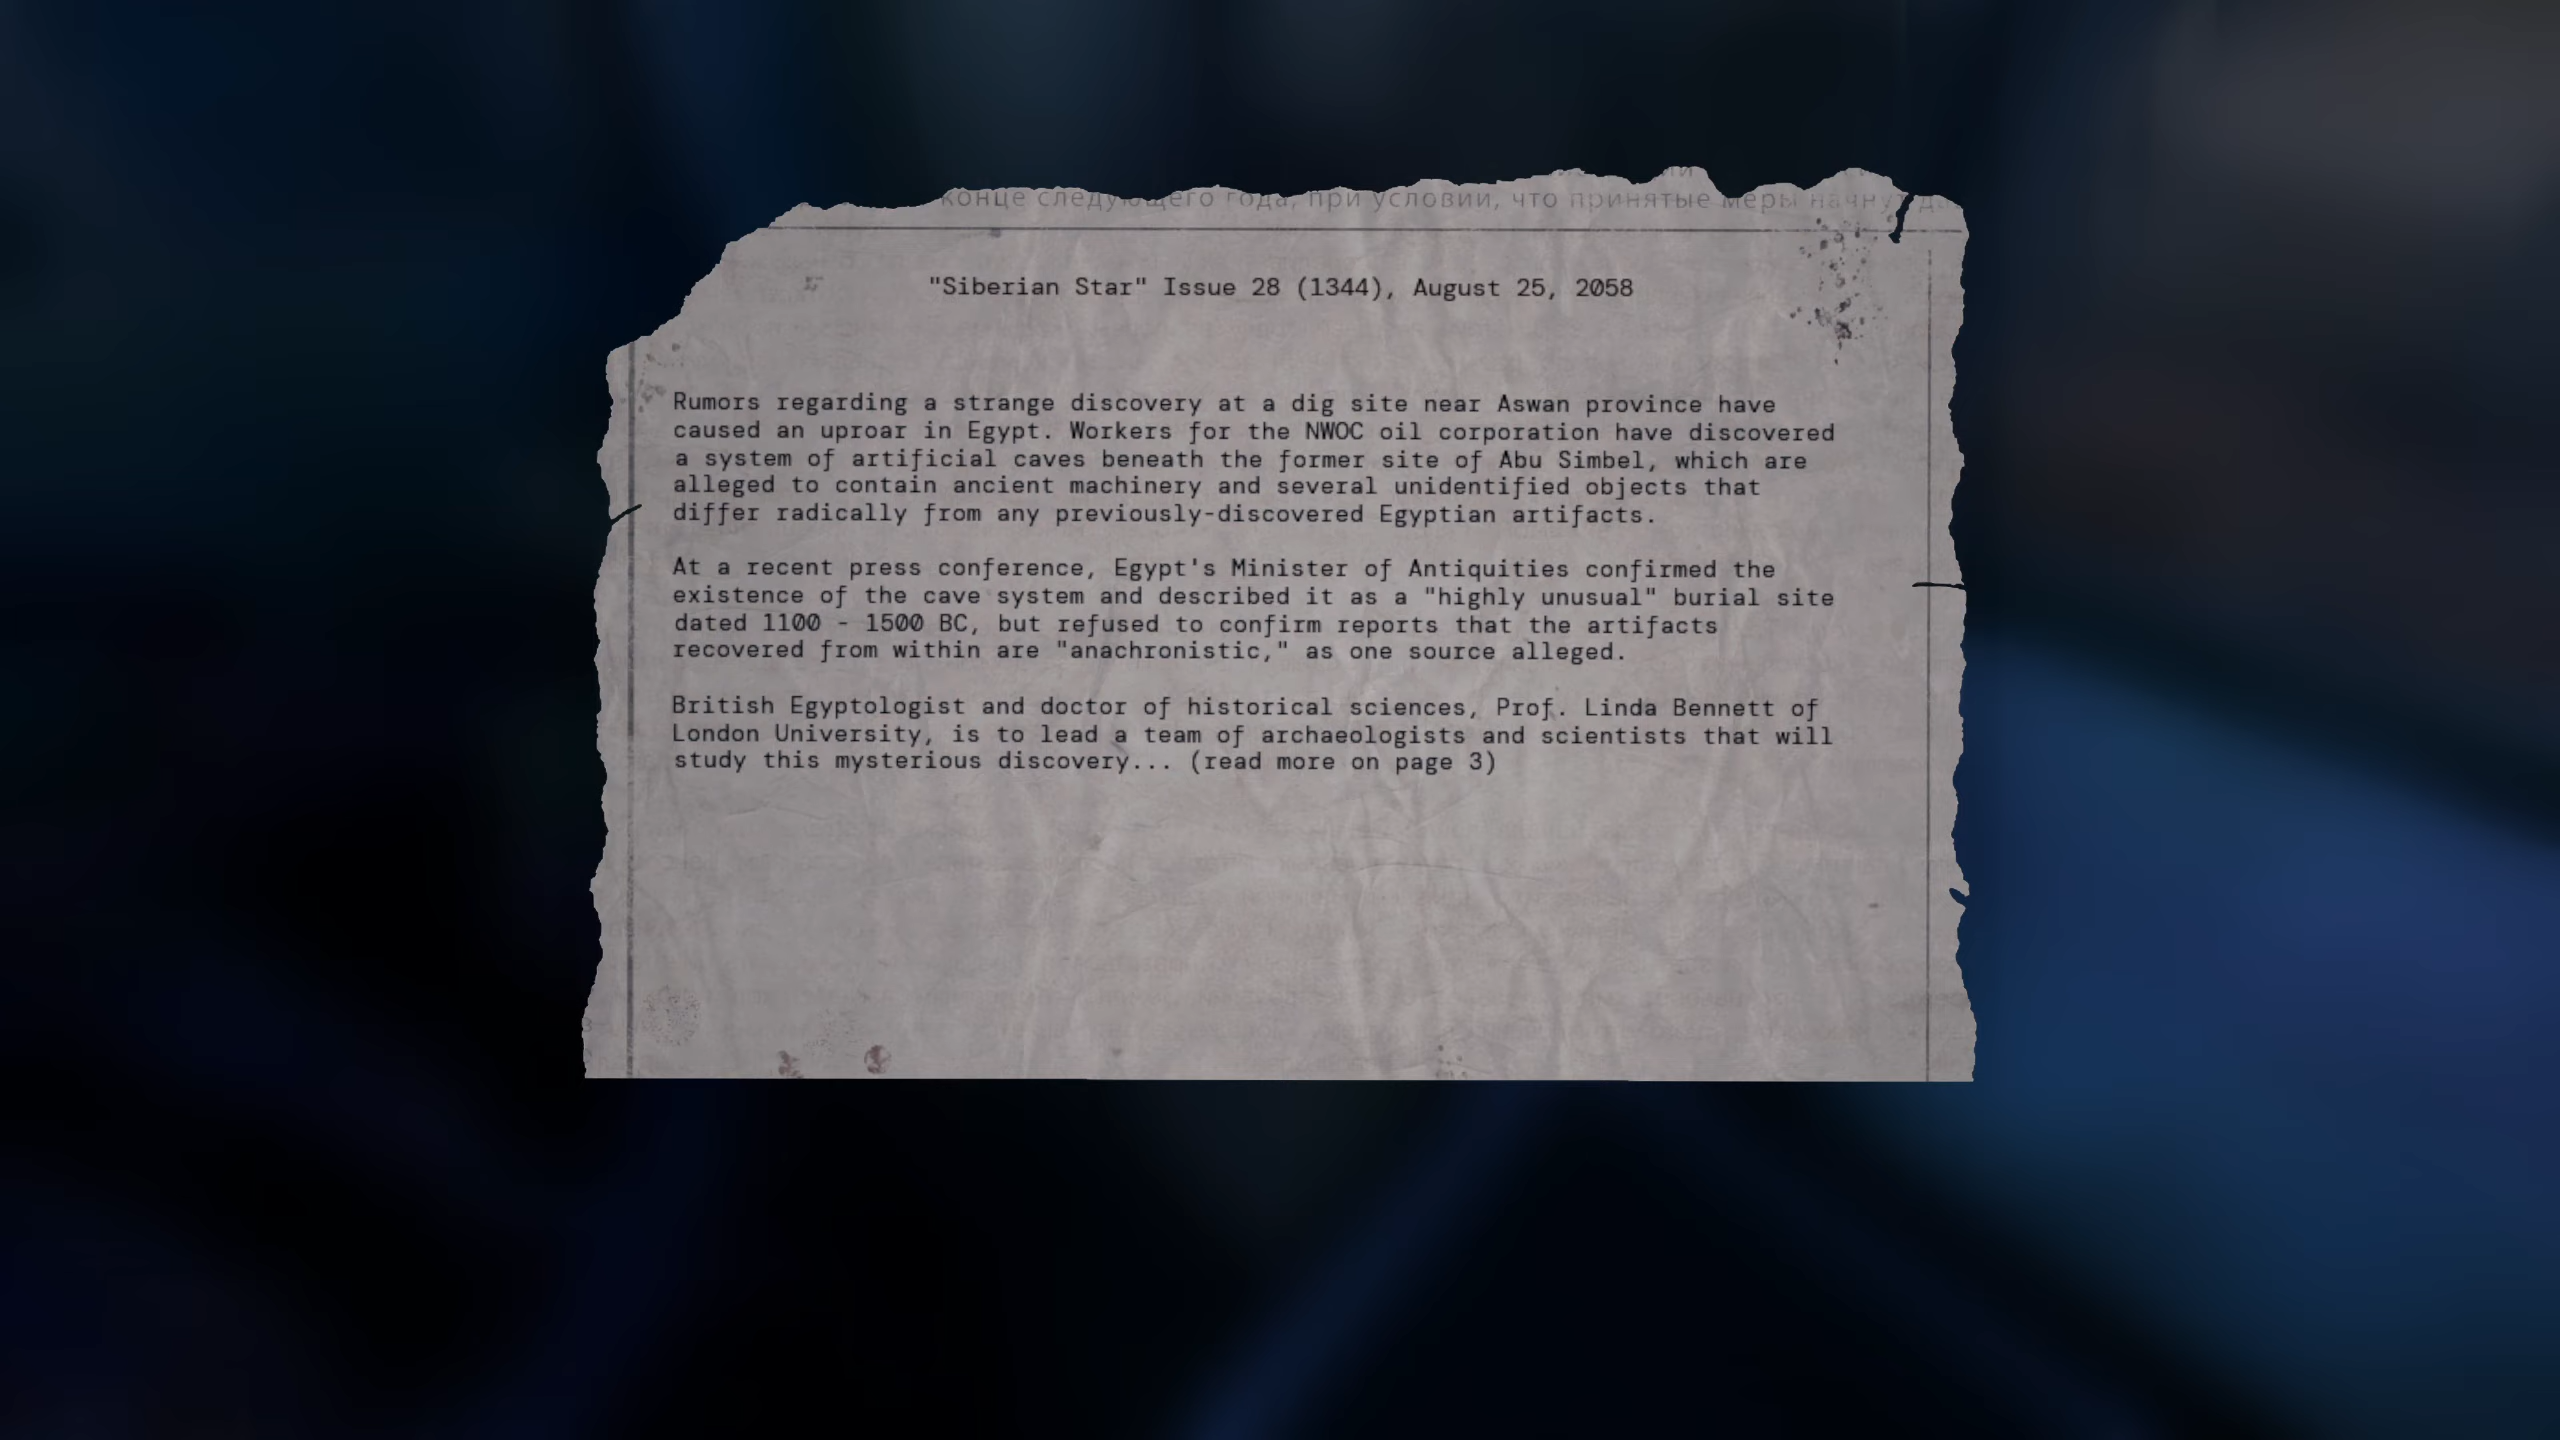 конце следующего года, при условии, что принятые меры начнут
"Siberian Star" Issue 28 (1344), August 25, 2058
Rumors regarding a strange discovery at a dig site near Aswan province have
caused an uproar in Egypt. Workers for the NWOC oil corporation have discovered
a system of artificial caves beneath the former site of Abu Simbel, which are
alleged to contain ancient machinery and several unidentified objects that
differ radically from any previously-discovered Egyptian artifacts.
At a recent press conference, Egypt's Minister of Antiquities confirmed the
existence of the cave system and described it as a "highly unusual" burial site
dated 1100 - 1500 BC, but refused to confirm reports that the artifacts
recovered from within are "anachronistic," as one source alleged.
British Egyptologist and doctor of historical sciences, Prof. Linda Bennett of
London University, is to lead a team of archaeologists and scientists that will
study this mysterious discovery... (read more on page 3)